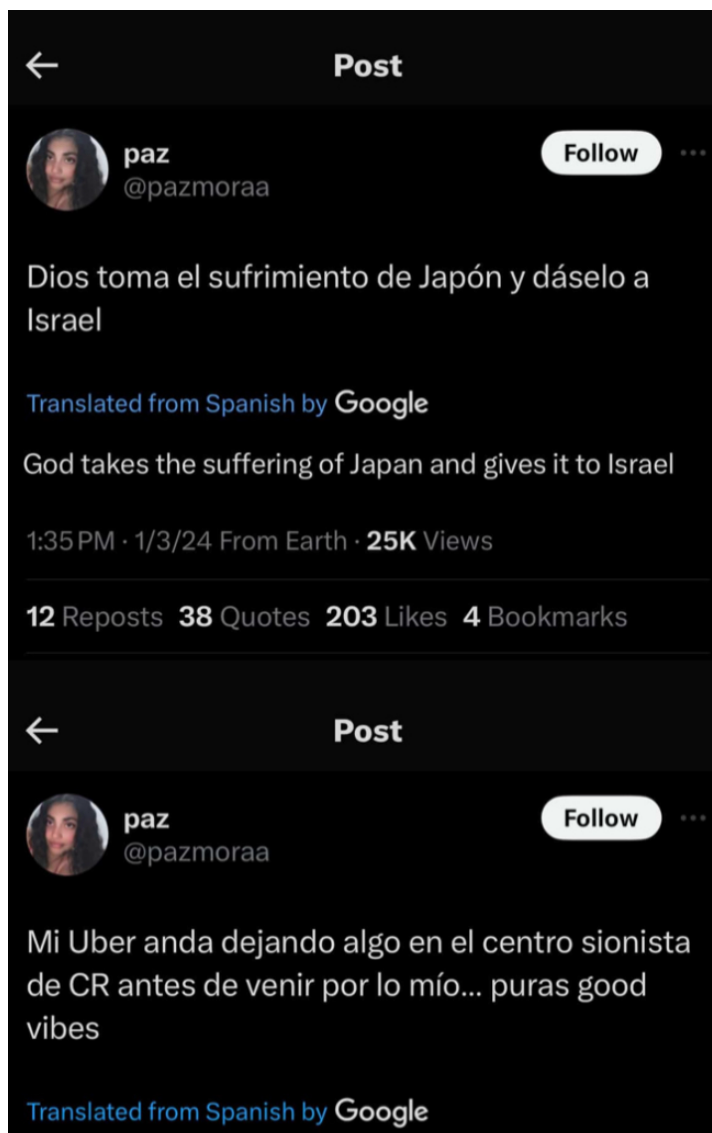 Post
paz
Follow
@pazmoraa
Dios toma el sufrimiento de Japón y dáselo a
Israel
Translated from Spanish by Google
God takes the suffering of Japan and gives it to Israel
1:35 PM · 1/3/24 From Earth · 25K Views
12 Reposts 38 Quotes 203 Likes 4 Bookmarks
Post
paz
Follow
@pazmoraa
Mi Uber anda dejando algo en el centro sionista
de CR antes de venir por lo mío... puras good
vibes
Translated from Spanish by Google